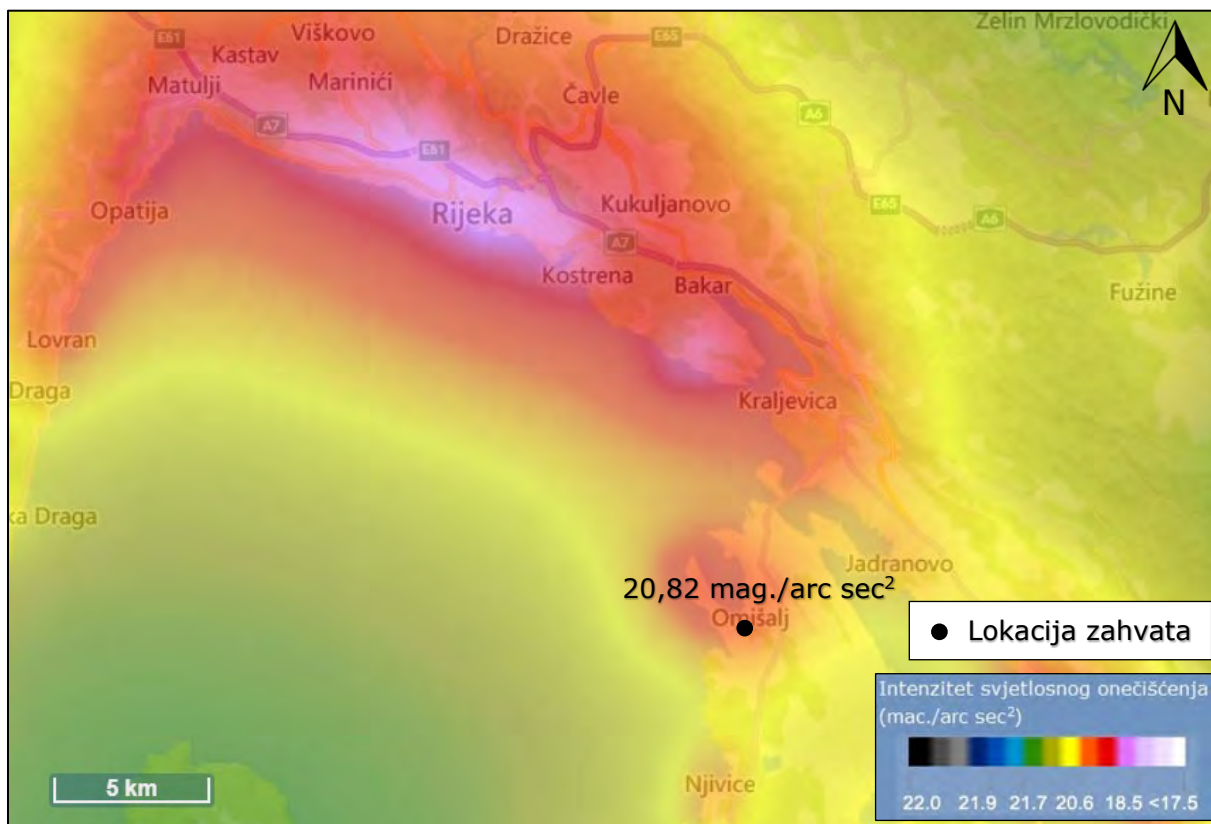 Viškovo
Dražice
E65
Zelin Mrzlovodički
E61
Kastav
Matulji
Marinići
Čavle
N
A7
E61
A6
Opatija
Rijeka
Kukuljanovo
E65
A6
A7
Kostrena
Bakar
Fužine
Lovran
Draga
Kraljevica
ka Draga
Jadranovo
20,82 mag./arc sec²
Omišalj
Lokacija zahvata
Intenzitet svjetlosnog onečišćenja
(mac./arc sec²)
22.0 21.9 21.7 20.6 18.5 <17.5
5 km
Njivice